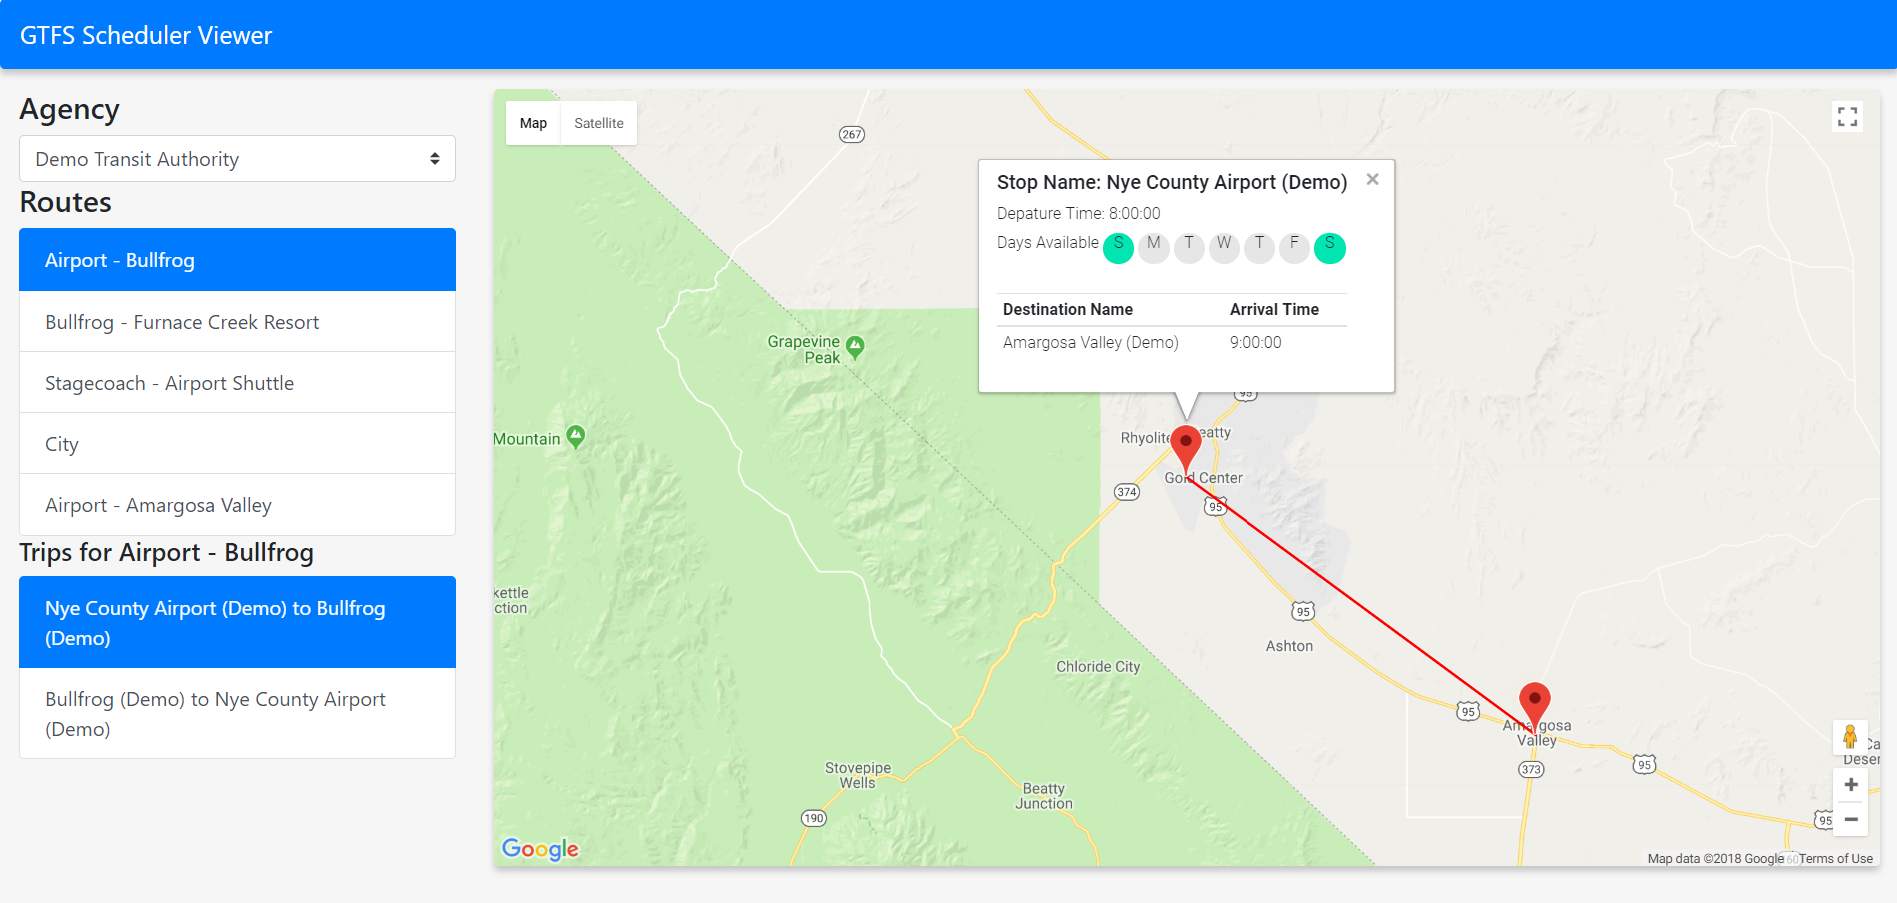 GTFS Scheduler Viewer
Agency
Demo Transit Authority
Routes
Airport - Bullfrog
Bullfrog - Furnace Creek Resort
Stagecoach - Airport Shuttle
City
Airport - Amargosa Valley
Trips for Airport - Bullfrog
Nye County Airport (Demo) to Bullfrog
(Demo)
Bullfrog (Demo) to Nye County Airport
(Demo)
Map Satellite
267
Stop Name: Nye County Airport (Demo) ×
Depature Time: 8:00:00
Days Available S M T W T F S
Destination Name Arrival Time
Amargosa Valley (Demo) 9:00:00
Grapevine
Peak
95
Mountain
Rhyolite eatty
Gold Center
374
95
kettle
ction
95
Ashton
Chloride City
95
Amargosa
Valley
373
95
Ca
Deser
Stovepipe
Wells
Beatty
Junction
190
95
Google
Map data ©2018 Google Terms of Use